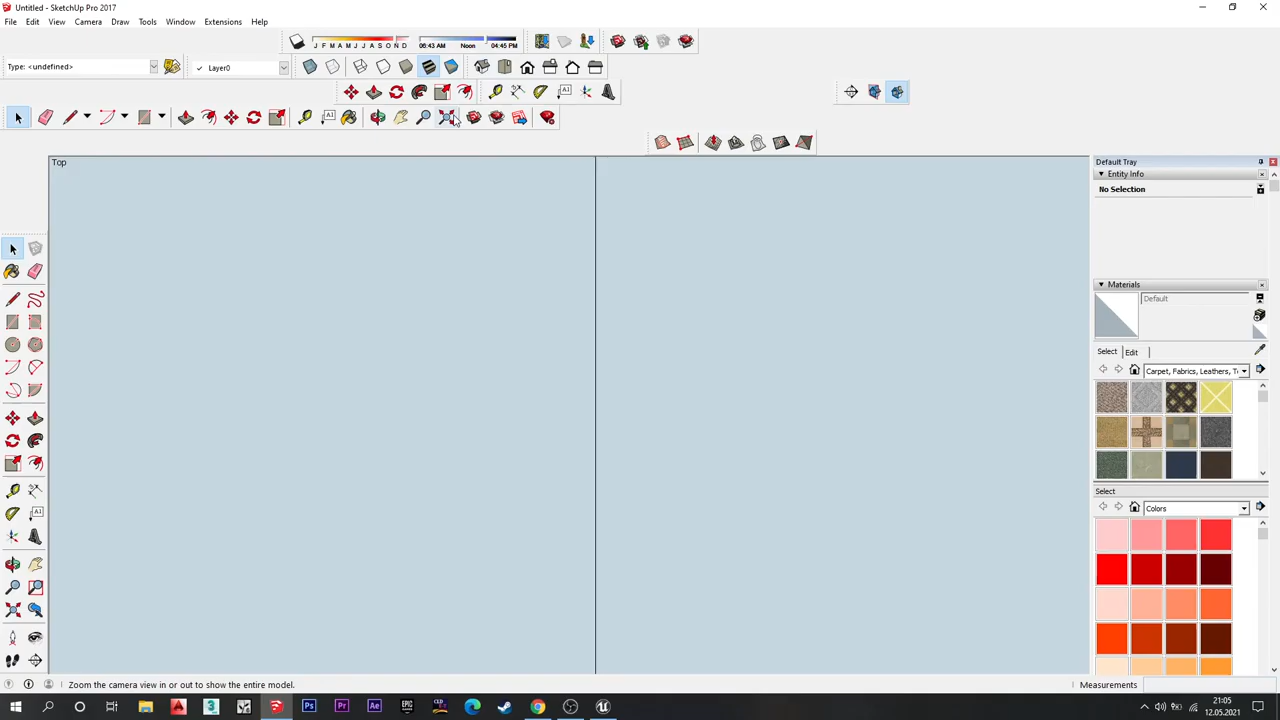 Untitled - SketchUp Pro 2017
File Edit View Camera Draw Tools Window Extensions Help
J F M A M J J A S O N D 06:43 AM Noon 04:45 PM
Type: <undefined> Layer0
Top
Default Tray
Entity Info
No Selection
Materials
Default
Select Edit
Carpet, Fabrics, Leathers, T
Select
Colors
Zoom the camera view in or out to show the entire model.
Measurements
21:05
12.05.2021